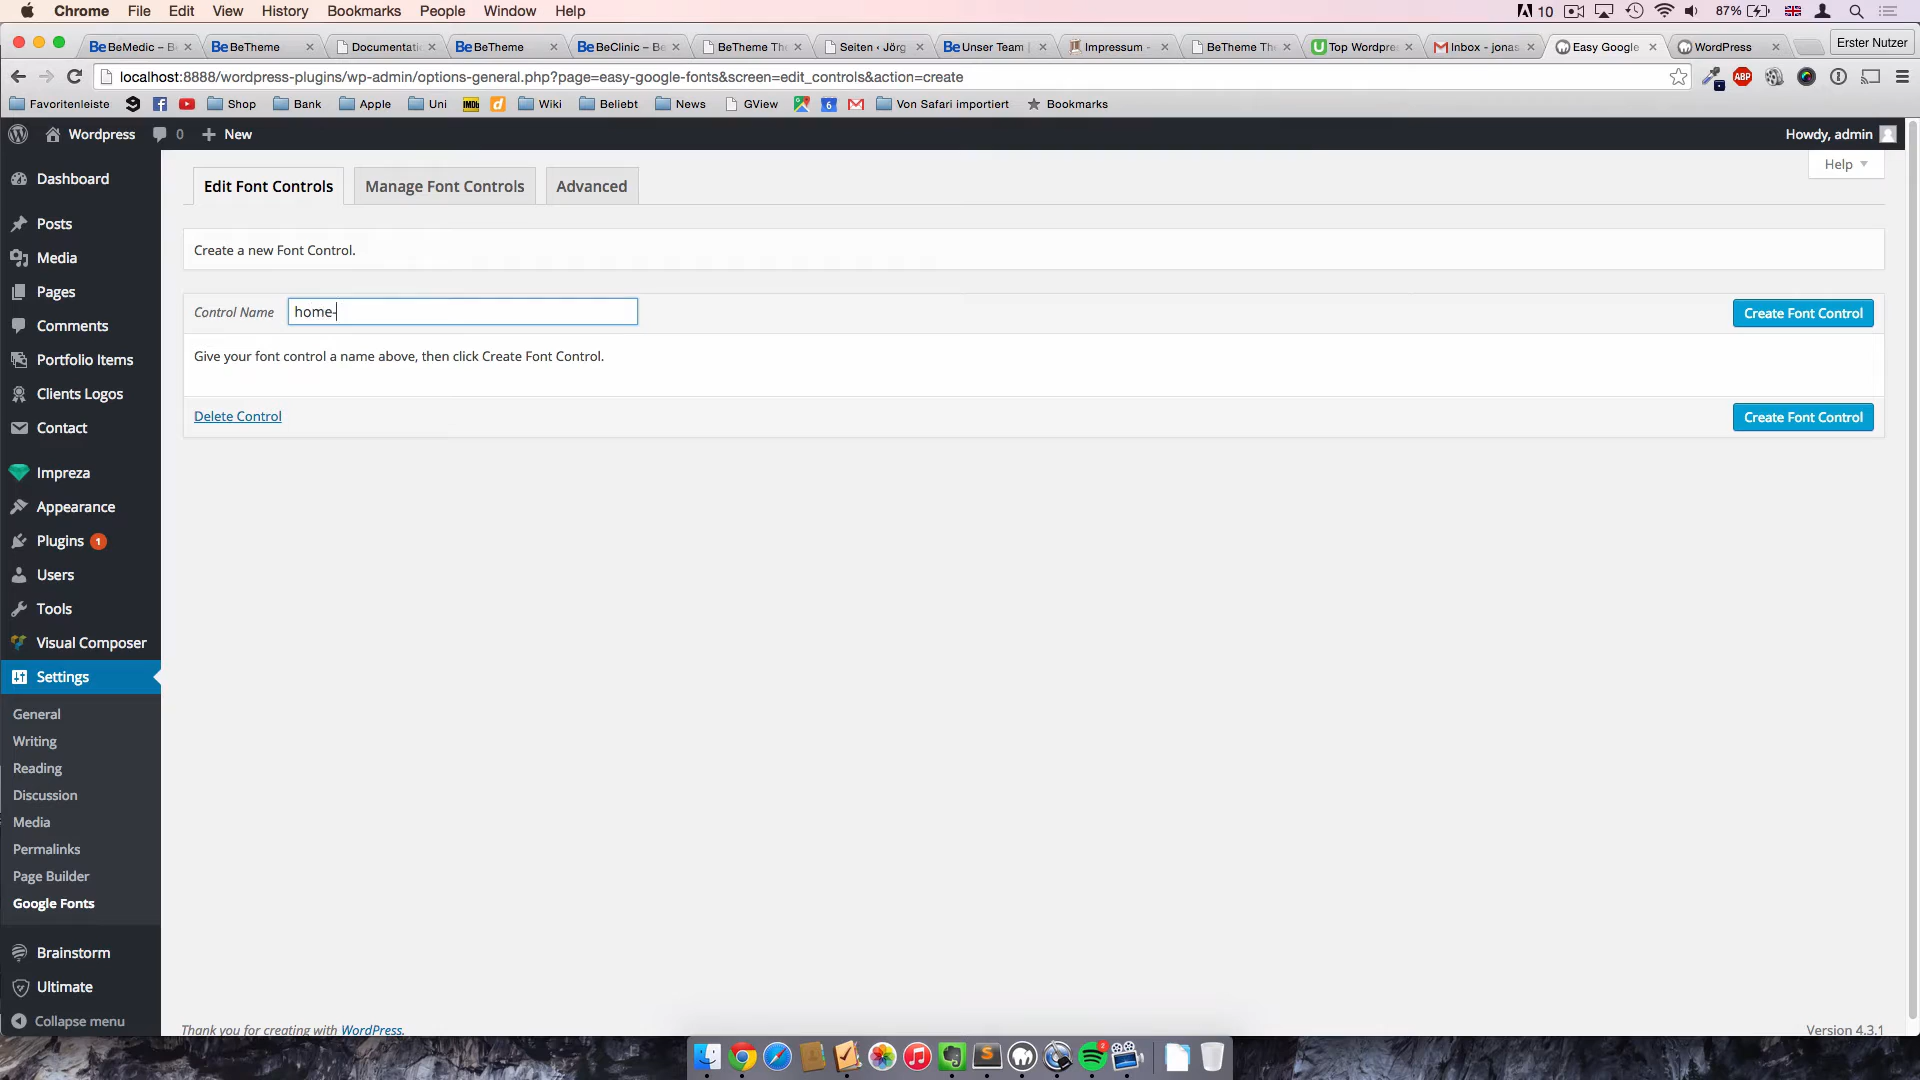 Chrome File Edit View History Bookmarks People Window Help 10 87%
BeMedic – B BeTheme Documentati BeTheme BeClinic – Be BeTheme Th Seiten ‹ Jörg Unser Team | Impressum - BeTheme Th Top Wordpre Inbox - jonas Easy Google WordPress Erster Nutzer
localhost:8888/wordpress-plugins/wp-admin/options-general.php?page=easy-google-fonts&screen=edit_controls&action=create
ABP
Favoritenleiste Shop Bank Apple Uni IMDb Wiki Beliebt News GView 6 Von Safari importiert Bookmarks
Wordpress 0 New Howdy, admin
Help
Edit Font Controls Manage Font Controls Advanced
Create a new Font Control.
Control Name home- Create Font Control
Give your font control a name above, then click Create Font Control.
Delete Control Create Font Control
Dashboard
Posts
Media
Pages
Comments
Portfolio Items
Clients Logos
Contact
Impreza
Appearance
Plugins 1
Users
Tools
Visual Composer
Settings
General
Writing
Reading
Discussion
Media
Permalinks
Page Builder
Google Fonts
Brainstorm
Ultimate
Collapse menu
Thank you for creating with WordPress. Version 4.3.1